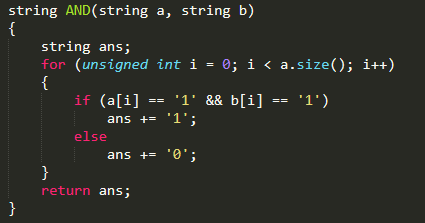 string AND(string a, string b)
{
    string ans;
    for (unsigned int i = 0; i < a.size(); i++)
    {
        if (a[i] == '1' && b[i] == '1')
            ans += '1';
        else
            ans += '0';
    }
    return ans;
}